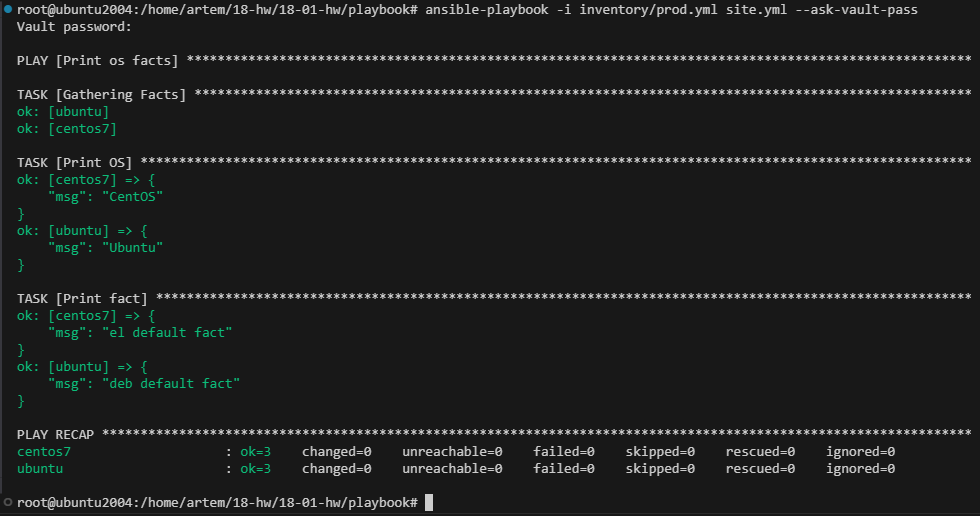 root@ubuntu2004:/home/artem/18-hw/18-01-hw/playbook# ansible-playbook -i inventory/prod.yml site.yml --ask-vault-pass
Vault password:

PLAY [Print os facts] ******************************************************************************************************

TASK [Gathering Facts] *****************************************************************************************************
ok: [ubuntu]
ok: [centos7]

TASK [Print OS] ************************************************************************************************************
ok: [centos7] => {
    "msg": "CentOS"
}
ok: [ubuntu] => {
    "msg": "Ubuntu"
}

TASK [Print fact] **********************************************************************************************************
ok: [centos7] => {
    "msg": "el default fact"
}
ok: [ubuntu] => {
    "msg": "deb default fact"
}

PLAY RECAP *****************************************************************************************************************
centos7                    : ok=3    changed=0    unreachable=0    failed=0    skipped=0    rescued=0    ignored=0
ubuntu                     : ok=3    changed=0    unreachable=0    failed=0    skipped=0    rescued=0    ignored=0

root@ubuntu2004:/home/artem/18-hw/18-01-hw/playbook#